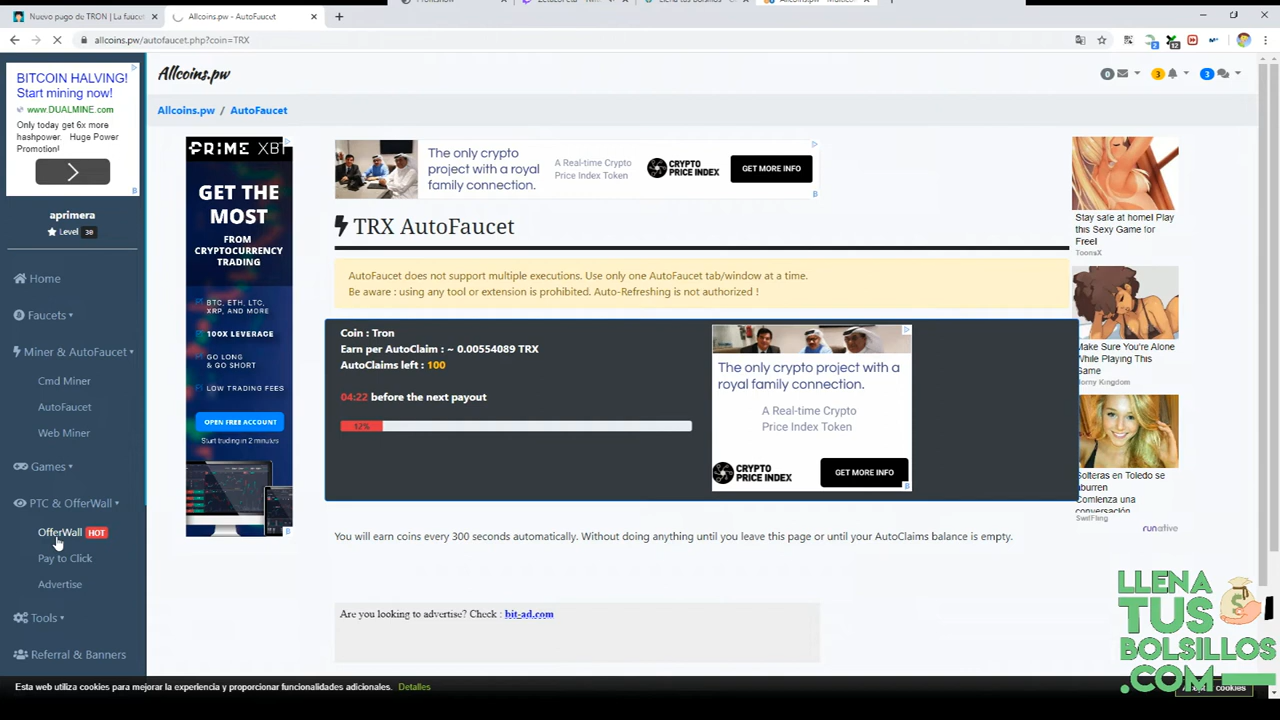 Nuevo pago de TRON | La faucet
Allcoins.pw - AutoFaucet
allcoins.pw/autofaucet.php?coin=TRX
2
12
BITCOIN HALVING!
Start mining now!
www.DUALMINE.com
Only today get 6x more
hashpower. Huge Power
Promotion!
aprimera
Level 38
Home
Faucets
Miner & AutoFaucet
Cmd Miner
AutoFaucet
Web Miner
Games
PTC & OfferWall
OfferWall HOT
Pay to Click
Advertise
Tools
Referral & Banners
Allcoins.pw
0
3
3
Allcoins.pw / AutoFaucet
PRIME XBT
GET THE
MOST
FROM
CRYPTOCURRENCY
TRADING
BTC, ETH, LTC,
XRP, AND MORE
100X LEVERAGE
GO LONG
& GO SHORT
LOW TRADING FEES
OPEN FREE ACCOUNT
Start trading in 2 minutes
The only crypto
project with a royal
family connection.
A Real-time Crypto
Price Index Token
CRYPTO
PRICE INDEX
GET MORE INFO
TRX AutoFaucet
AutoFaucet does not support multiple executions. Use only one AutoFaucet tab/window at a time.
Be aware : using any tool or extension is prohibited. Auto-Refreshing is not authorized !
Coin : Tron
Earn per AutoClaim : ~ 0.00554089 TRX
AutoClaims left : 100
04:22 before the next payout
12%
The only crypto project with a
royal family connection.
A Real-time Crypto
Price Index Token
CRYPTO
PRICE INDEX
GET MORE INFO
You will earn coins every 300 seconds automatically. Without doing anything until you leave this page or until your AutoClaims balance is empty.
Are you looking to advertise? Check : bit-ad.com
Stay safe at home! Play
this Sexy Game for
Free!
ToonsX
Make Sure You're Alone
While Playing This
Game
Horny Kingdom
Solteras en Toledo se
aburren
Comienza una
conversación
SwiFling
runative
LLENA
TUS
BOLSILLOS
.COM
Esta web utiliza cookies para mejorar la experiencia y proporcionar funcionalidades adicionales. Detalles
cookies